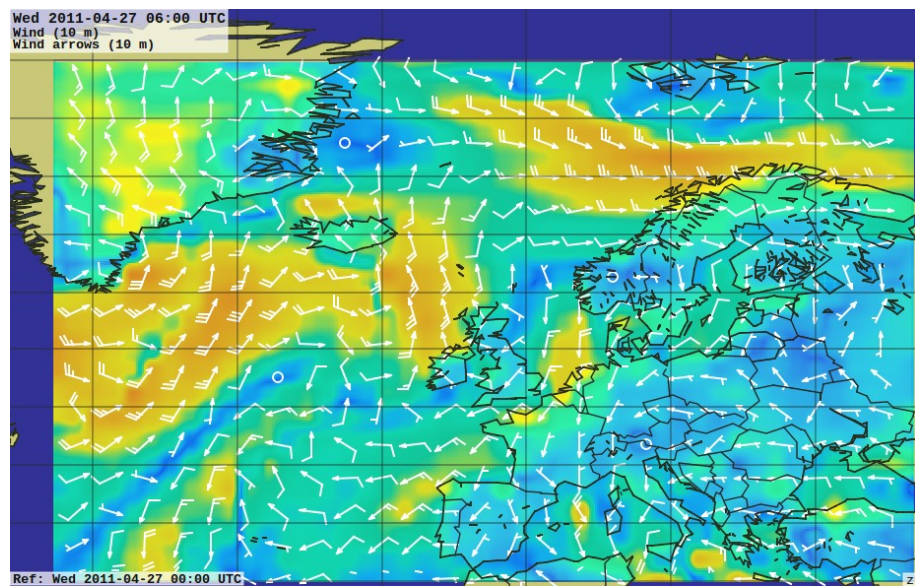 Wed 2011-04-27 06:00 UTC
Wind (10 m)
Wind arrows (10 m)
Ref: Wed 2011-04-27 00:00 UTC